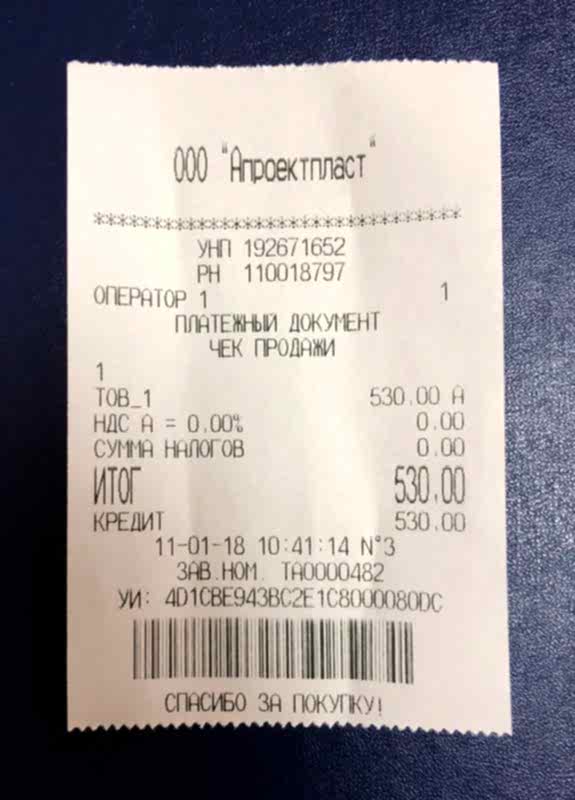 ООО "Апроектпласт"
**********************************
УНП 192671652
РН 110018797
ОПЕРАТОР 1 1
ПЛАТЕЖНЫЙ ДОКУМЕНТ
ЧЕК ПРОДАЖИ
1
ТОВ_1 530.00 А
НДС А = 0.00% 0.00
СУММА НАЛОГОВ 0.00
ИТОГ 530.00
КРЕДИТ 530.00
11-01-18 10:41:14 N°3
ЗАВ.НОМ. ТА0000482
УИ: 4D1CBE943BC2E1C8000080DC
СПАСИБО ЗА ПОКУПКУ!